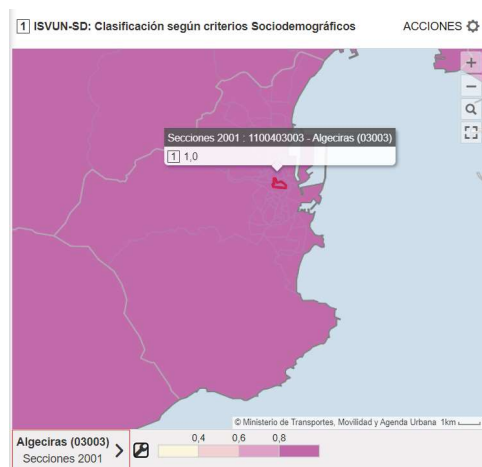 1 ISVUN-SD: Clasificación según criterios Sociodemográficos
ACCIONES
+
−
Secciones 2001 : 1100403003 - Algeciras (03003)
1 1,0
© Ministerio de Transportes, Movilidad y Agenda Urbana 1km
Algeciras (03003)
Secciones 2001
0,4 0,6 0,8